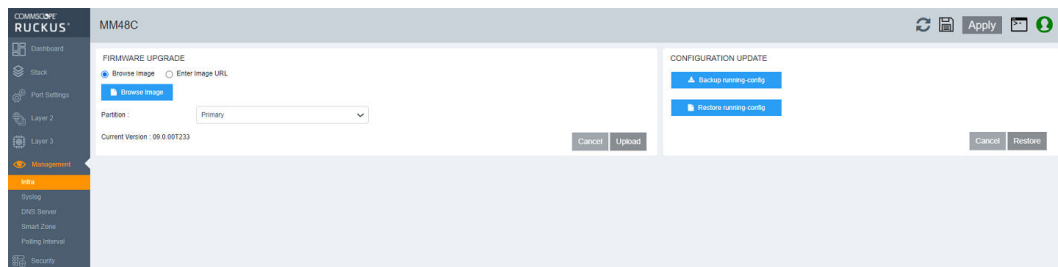 COMMSCOPE
RUCKUS
MM48C
Apply
Dashboard
Stack
Port Settings
Layer 2
Layer 3
Management
Infra
Syslog
DNS Server
Smart Zone
Polling Interval
Security
FIRMWARE UPGRADE
Browse Image Enter Image URL
Browse Image
Partition : Primary
Current Version : 09.0.00T233
Cancel Upload
CONFIGURATION UPDATE
Backup running-config
Restore running-config
Cancel Restore